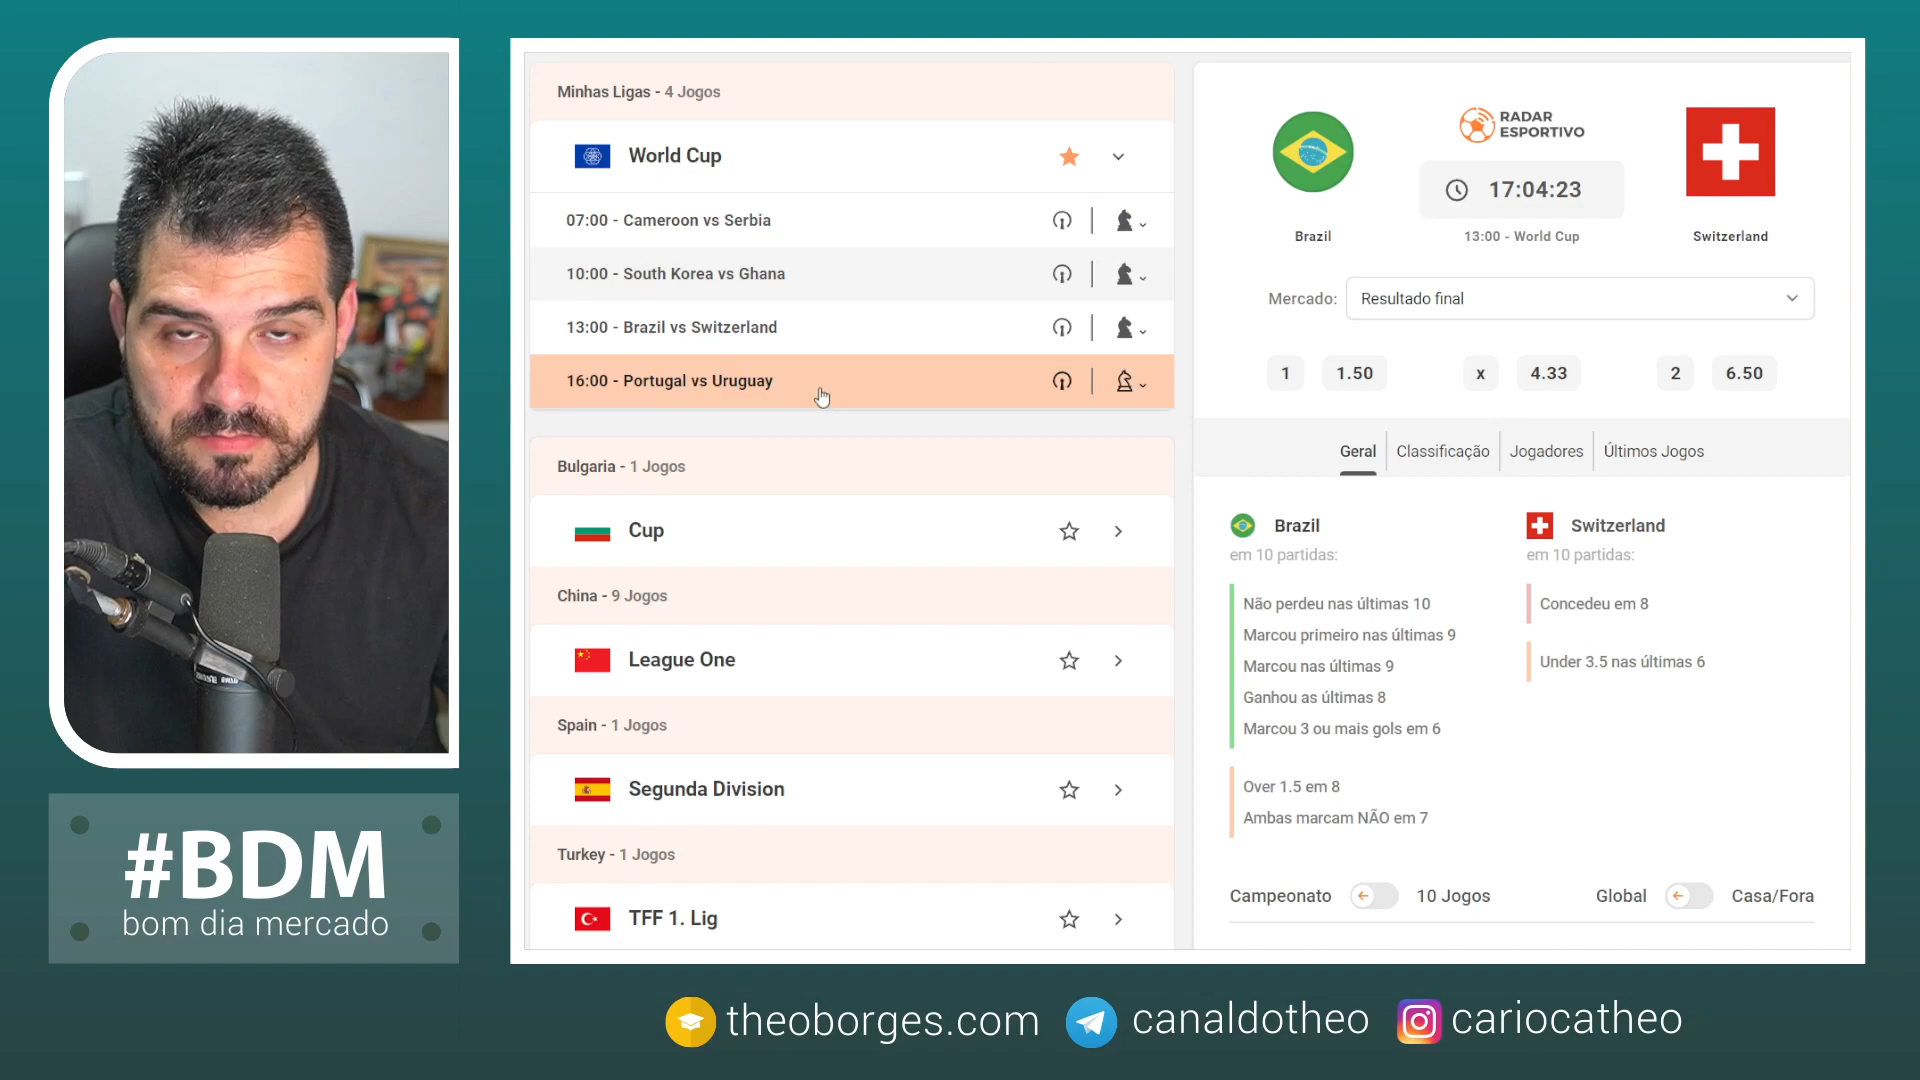 Minhas Ligas - 4 Jogos
World Cup
07:00 - Cameroon vs Serbia
10:00 - South Korea vs Ghana
13:00 - Brazil vs Switzerland
16:00 - Portugal vs Uruguay
Bulgaria - 1 Jogos
Cup
China - 9 Jogos
League One
Spain - 1 Jogos
Segunda Division
Turkey - 1 Jogos
TFF 1. Lig
RADAR
ESPORTIVO
17:04:23
Brazil
13:00 - World Cup
Switzerland
Mercado: Resultado final
1 1.50 x 4.33 2 6.50
Geral Classificação Jogadores Últimos Jogos
Brazil
em 10 partidas:
Não perdeu nas últimas 10
Marcou primeiro nas últimas 9
Marcou nas últimas 9
Ganhou as últimas 8
Marcou 3 ou mais gols em 6
Over 1.5 em 8
Ambas marcam NÃO em 7
Switzerland
em 10 partidas:
Concedeu em 8
Under 3.5 nas últimas 6
Campeonato 10 Jogos Global Casa/Fora
#BDM
bom dia mercado
theoborges.com canaldotheo cariocatheo